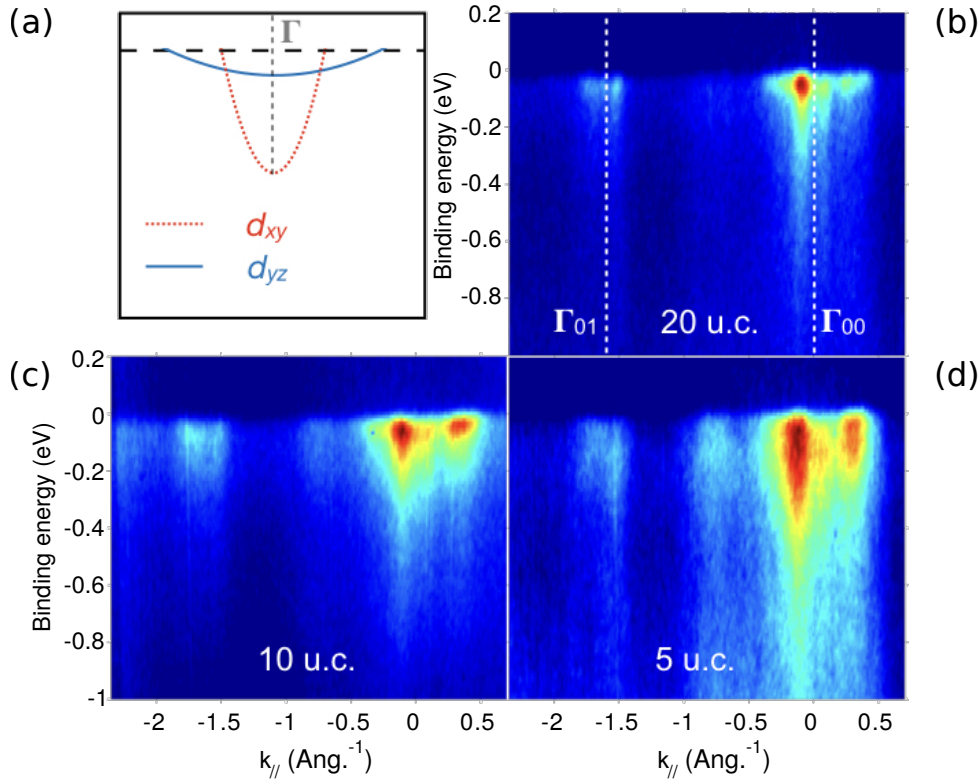 (a)
Γ
d_xy
d_yz
(b)
0.2
0
-0.2
-0.4
-0.6
-0.8
Binding energy (eV)
Γ01
20 u.c.
Γ00
(c)
0.2
0
-0.2
-0.4
-0.6
-0.8
-1
Binding energy (eV)
10 u.c.
-2
-1.5
-1
-0.5
0
0.5
k// (Ang.-1)
(d)
5 u.c.
-2
-1.5
-1
-0.5
0
0.5
k// (Ang.-1)